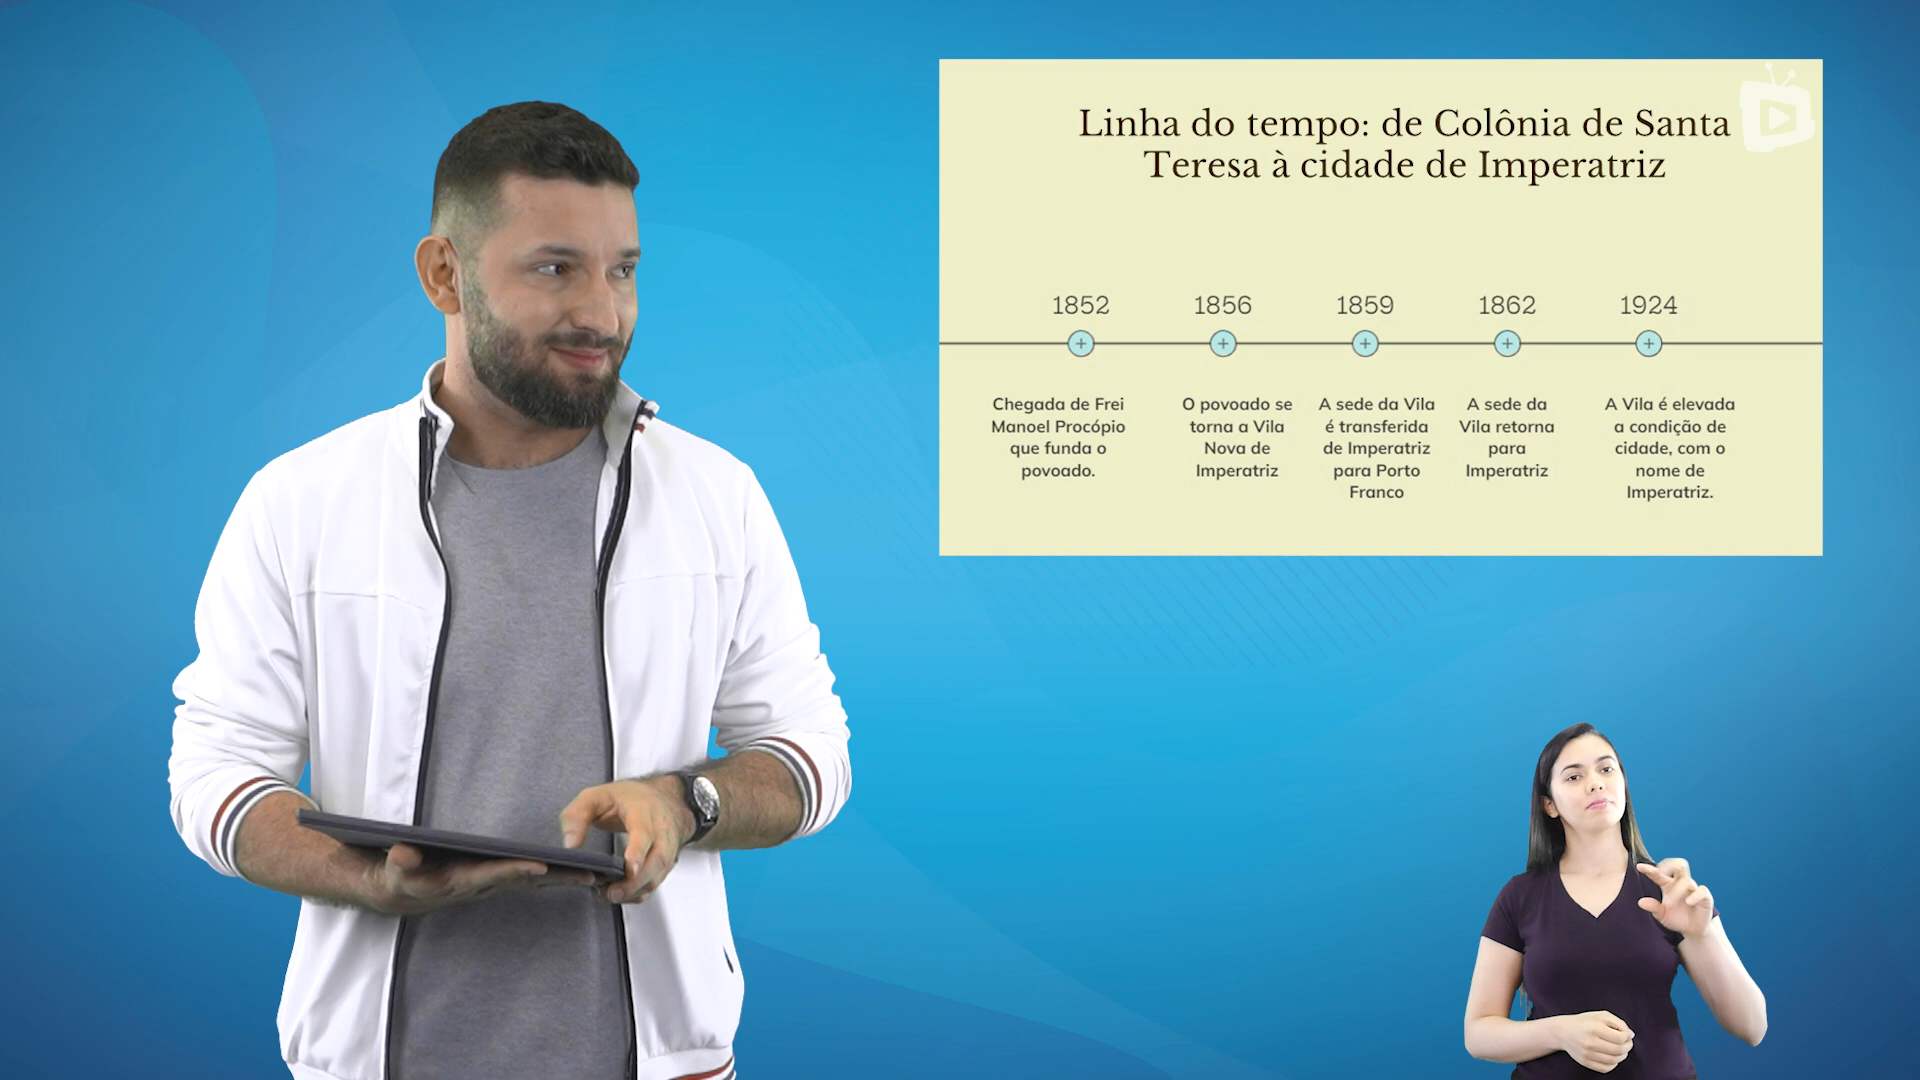 Linha do tempo: de Colônia de Santa
Teresa à cidade de Imperatriz
1852
1856
1859
1862
1924
Chegada de Frei
Manoel Procópio
que funda o
povoado.
O povoado se
torna a Vila
Nova de
Imperatriz
A sede da Vila
é transferida
de Imperatriz
para Porto
Franco
A sede da
Vila retorna
para
Imperatriz
A Vila é elevada
a condição de
cidade, com o
nome de
Imperatriz.